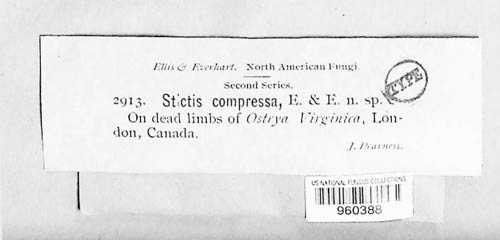 Ellis & Everhart. North American Fungi.
Second Series.
2913. Stictis compressa, E. & E. n. sp.
TYPE
On dead limbs of Ostrya Virginica, Lon-
don, Canada.
J. Dearness.
US NATIONAL FUNGUS COLLECTIONS
960388